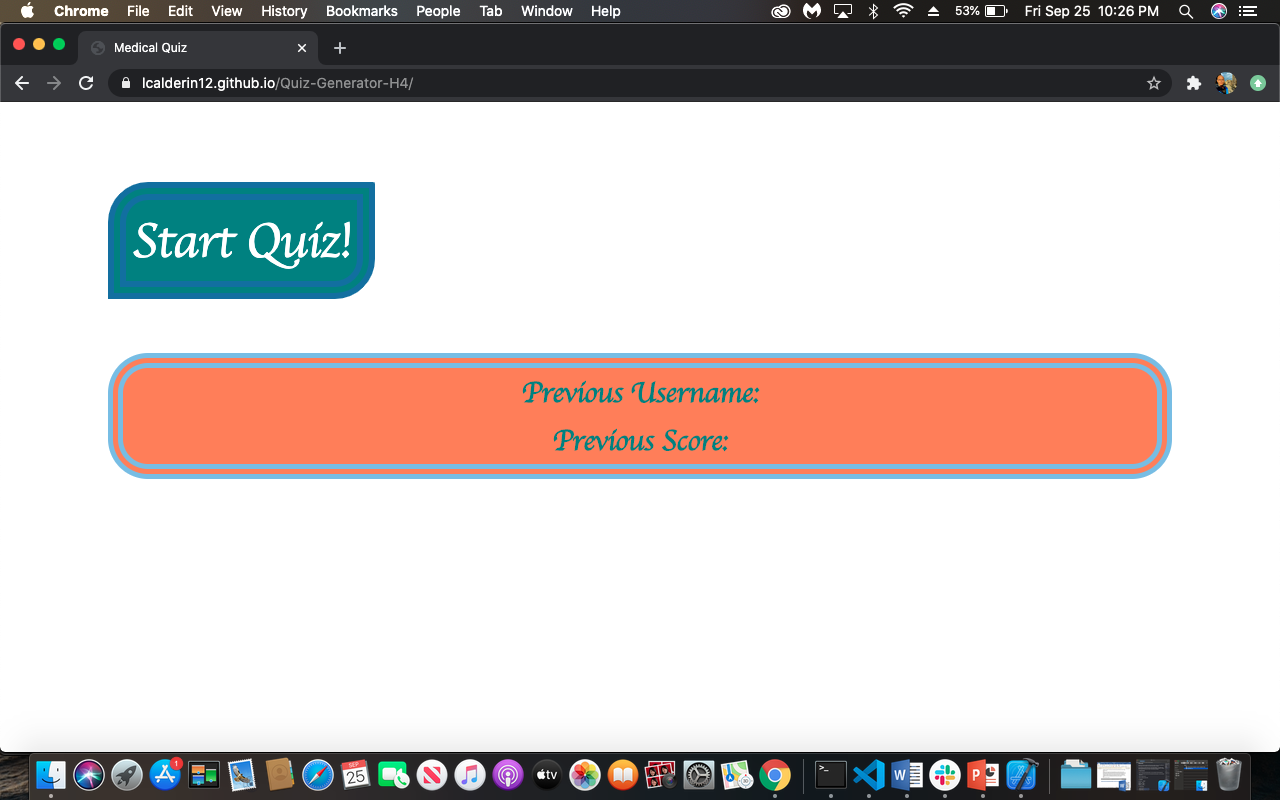 Chrome File Edit View History Bookmarks People Tab Window Help 53% Fri Sep 25 10:26 PM
Medical Quiz
lcalderin12.github.io/Quiz-Generator-H4/
Start Quiz!
Previous Username:
Previous Score:
1
SEP
25
tv
W
P